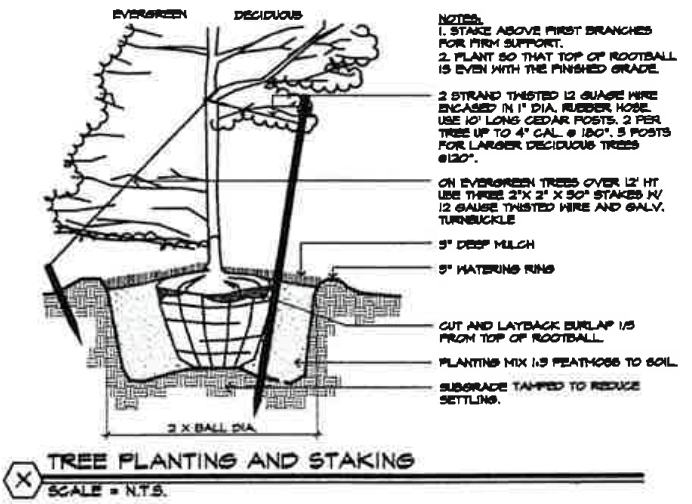 EVERGREEN DECIDUOUS
NOTES:
1. STAKE ABOVE FIRST BRANCHES
FOR FIRM SUPPORT.
2. PLANT SO THAT TOP OF ROOTBALL
IS EVEN WITH THE FINISHED GRADE.
2 STRAND TWISTED 12 GUAGE WIRE
ENCASED IN 1" DIA. RUBBER HOSE.
USE 10' LONG CEDAR POSTS. 2 PER
TREE UP TO 4" CAL. @ 180°. 3 POSTS
FOR LARGER DECIDUOUS TREES
@120°.
ON EVERGREEN TREES OVER 12' HT
USE THREE 2"X 2" X 30" STAKES W/
12 GAUGE TWISTED WIRE AND GALV.
TURNBUCKLE
3" DEEP MULCH
3" WATERING RING
CUT AND LAYBACK BURLAP 1/3
FROM TOP OF ROOTBALL
PLANTING MIX 1:3 PEATMOSS TO SOIL.
SUBGRADE TAMPED TO REDUCE
SETTLING.
2 X BALL DIA.
X TREE PLANTING AND STAKING
SCALE = N.T.S.